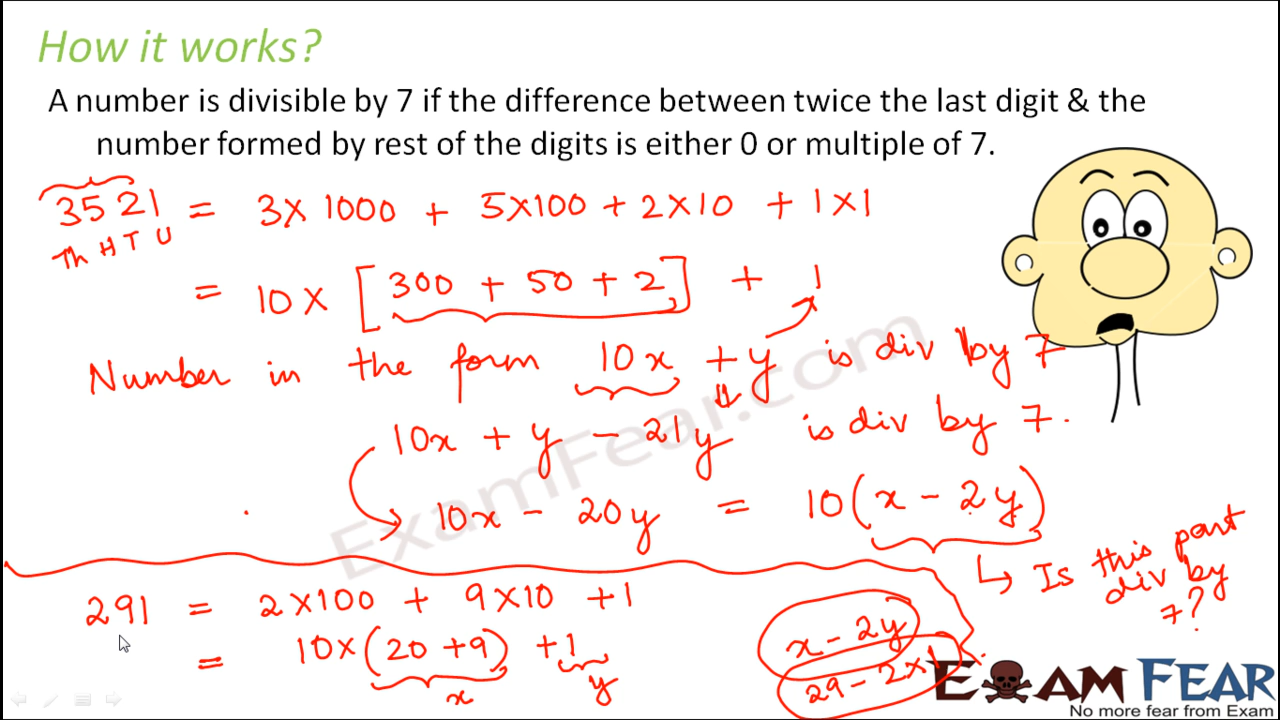 How it works?
A number is divisible by 7 if the difference between twice the last digit & the
number formed by rest of the digits is either 0 or multiple of 7.
3521 = 3 × 1000 + 5×100 + 2×10 + 1×1
Th H T U
= 10 × [300 + 50 + 2] + 1
Number in the form 10x + y is div by 7
10x + y − 21y is div by 7.
10x − 20y = 10(x − 2y)
↳ Is this part
div by
7?
291 = 2×100 + 9×10 + 1
= 10×(20 + 9) + 1
x y
x − 2y
29 − 2×1
ExamFear.com
EXAM FEAR
No more fear from Exam